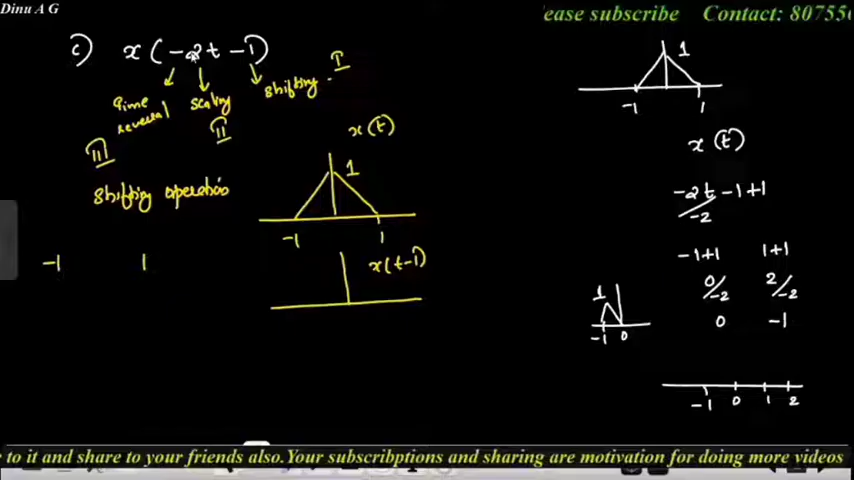 Dinu A G
ease subscribe Contact: 80755
c) x(-2t-1)
Time reversal
scaling
shifting
I
II
III
shifting operation
x(t)
1
-1 1
x(t-1)
-1 1
1
-1 1
x(t)
-2t-1+1
-2
-1+1 1+1
0/-2 2/-2
0 -1
1
-1 0
-1 0 1 2
e to it and share to your friends also.Your subscribptions and sharing are motivation for doing more videos